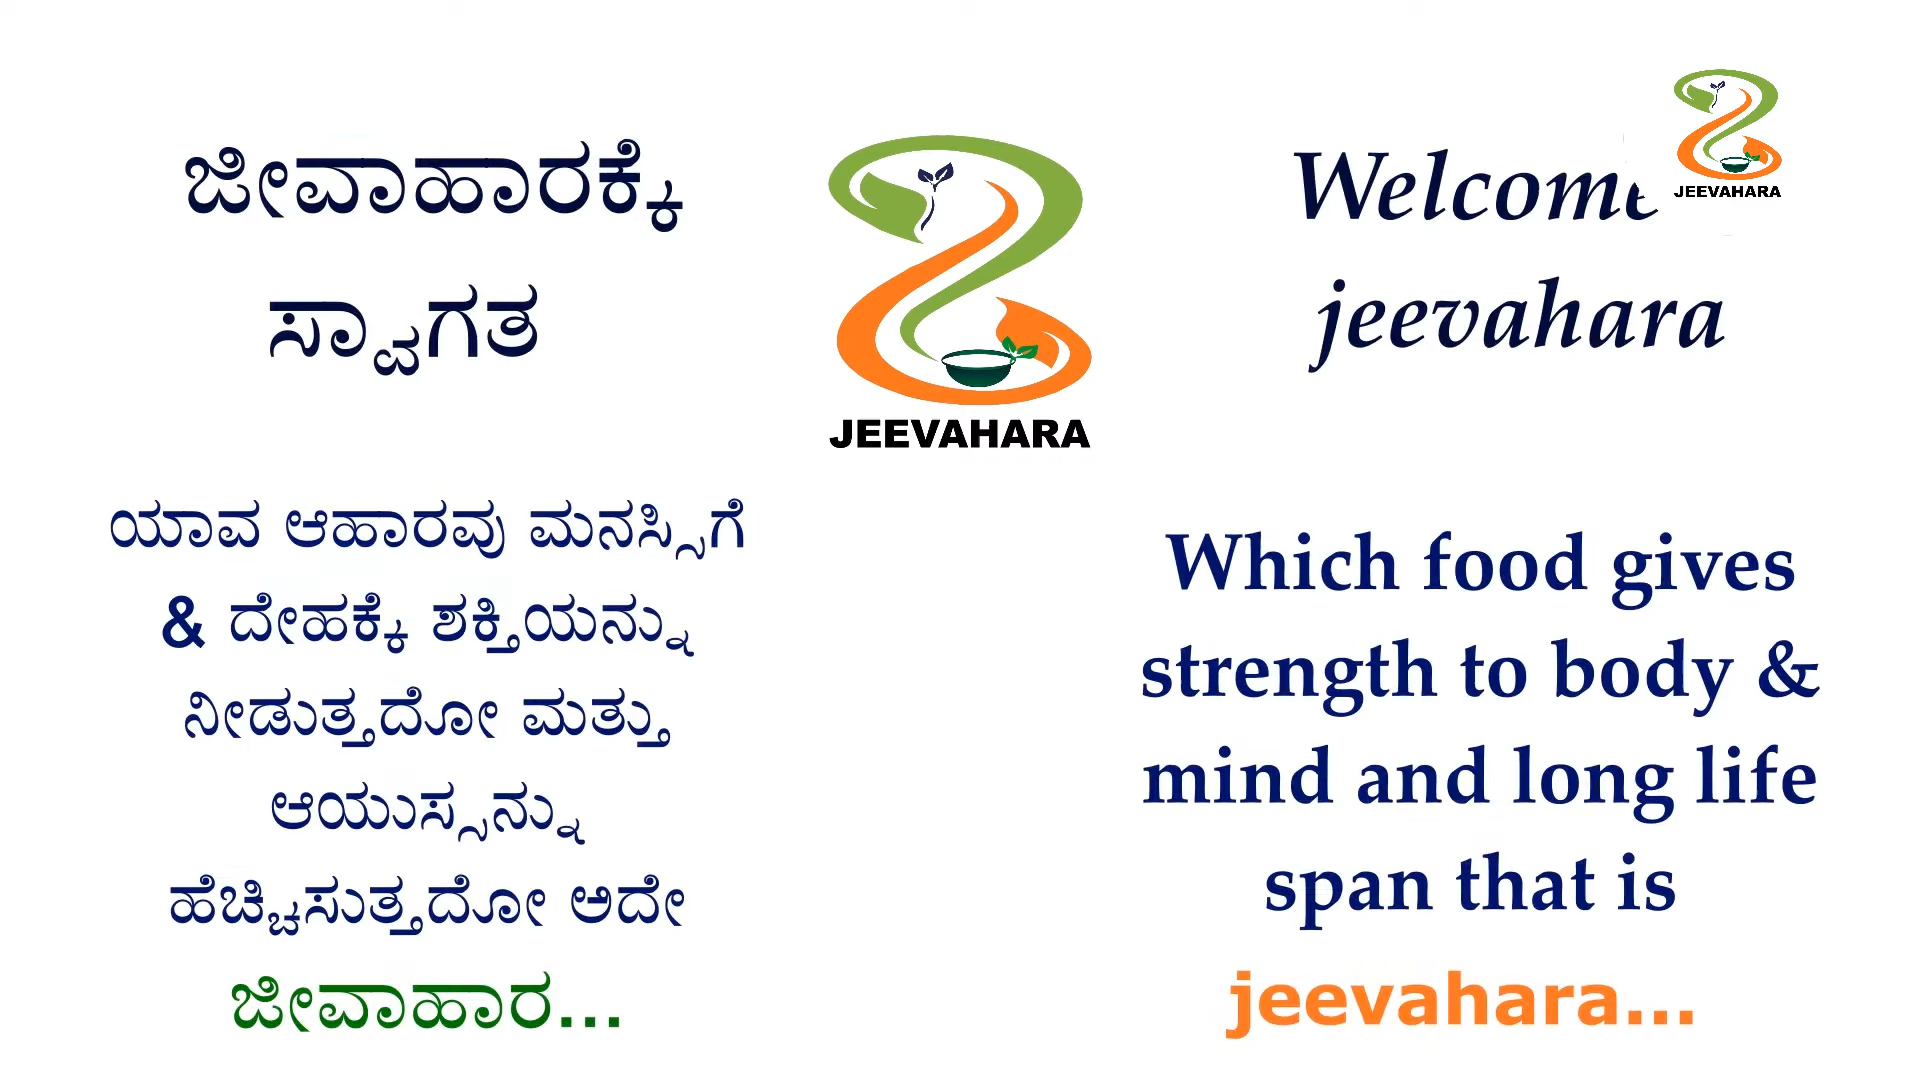 ಜೀವಾಹಾರಕ್ಕೆ
ಸ್ವಾಗತ
JEEVAHARA
ಯಾವ ಆಹಾರವು ಮನಸ್ಸಿಗೆ
& ದೇಹಕ್ಕೆ ಶಕ್ತಿಯನ್ನು
ನೀಡುತ್ತದೋ ಮತ್ತು
ಆಯುಸ್ಸನ್ನು
ಹೆಚ್ಚಿಸುತ್ತದೋ ಅದೇ
ಜೀವಾಹಾರ...
Welcome
jeevahara
JEEVAHARA
Which food gives
strength to body &
mind and long life
span that is
jeevahara...